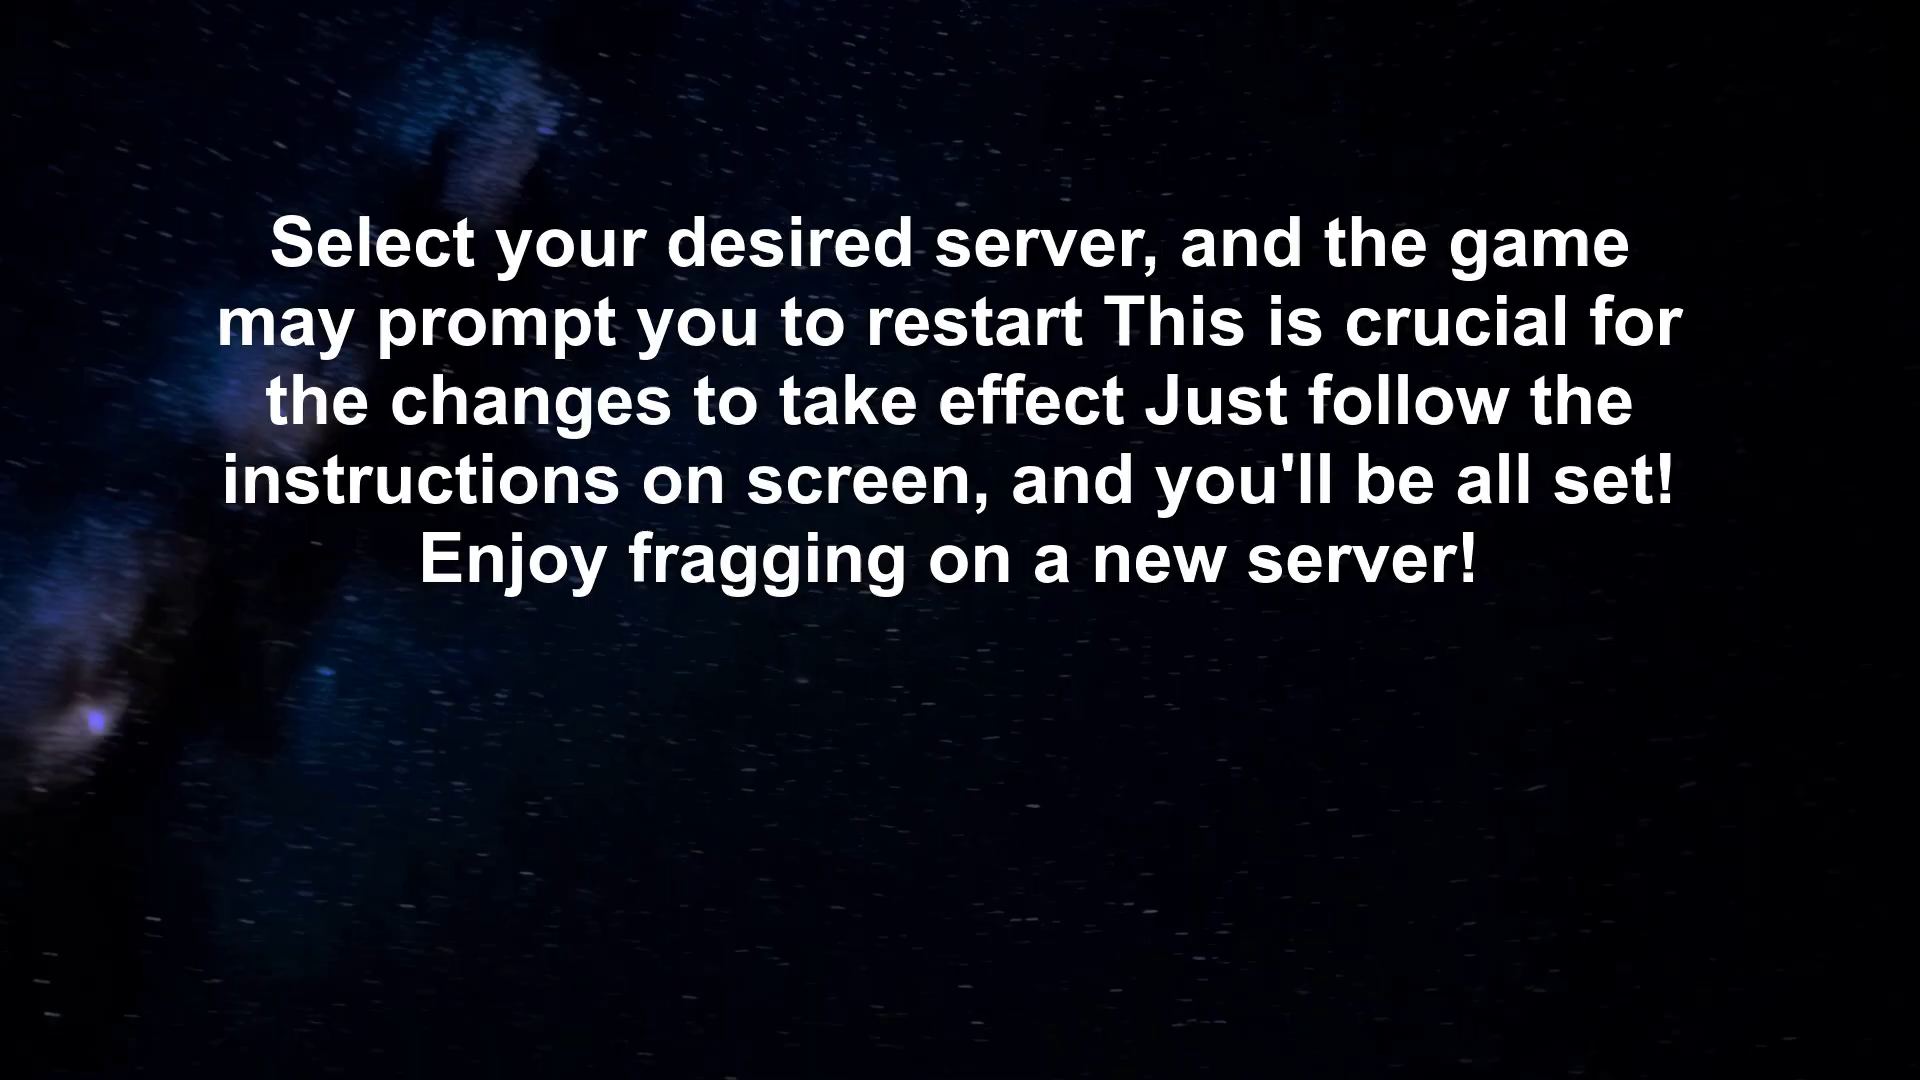 Select your desired server, and the game
may prompt you to restart This is crucial for
the changes to take effect Just follow the
instructions on screen, and you'll be all set!
Enjoy fragging on a new server!